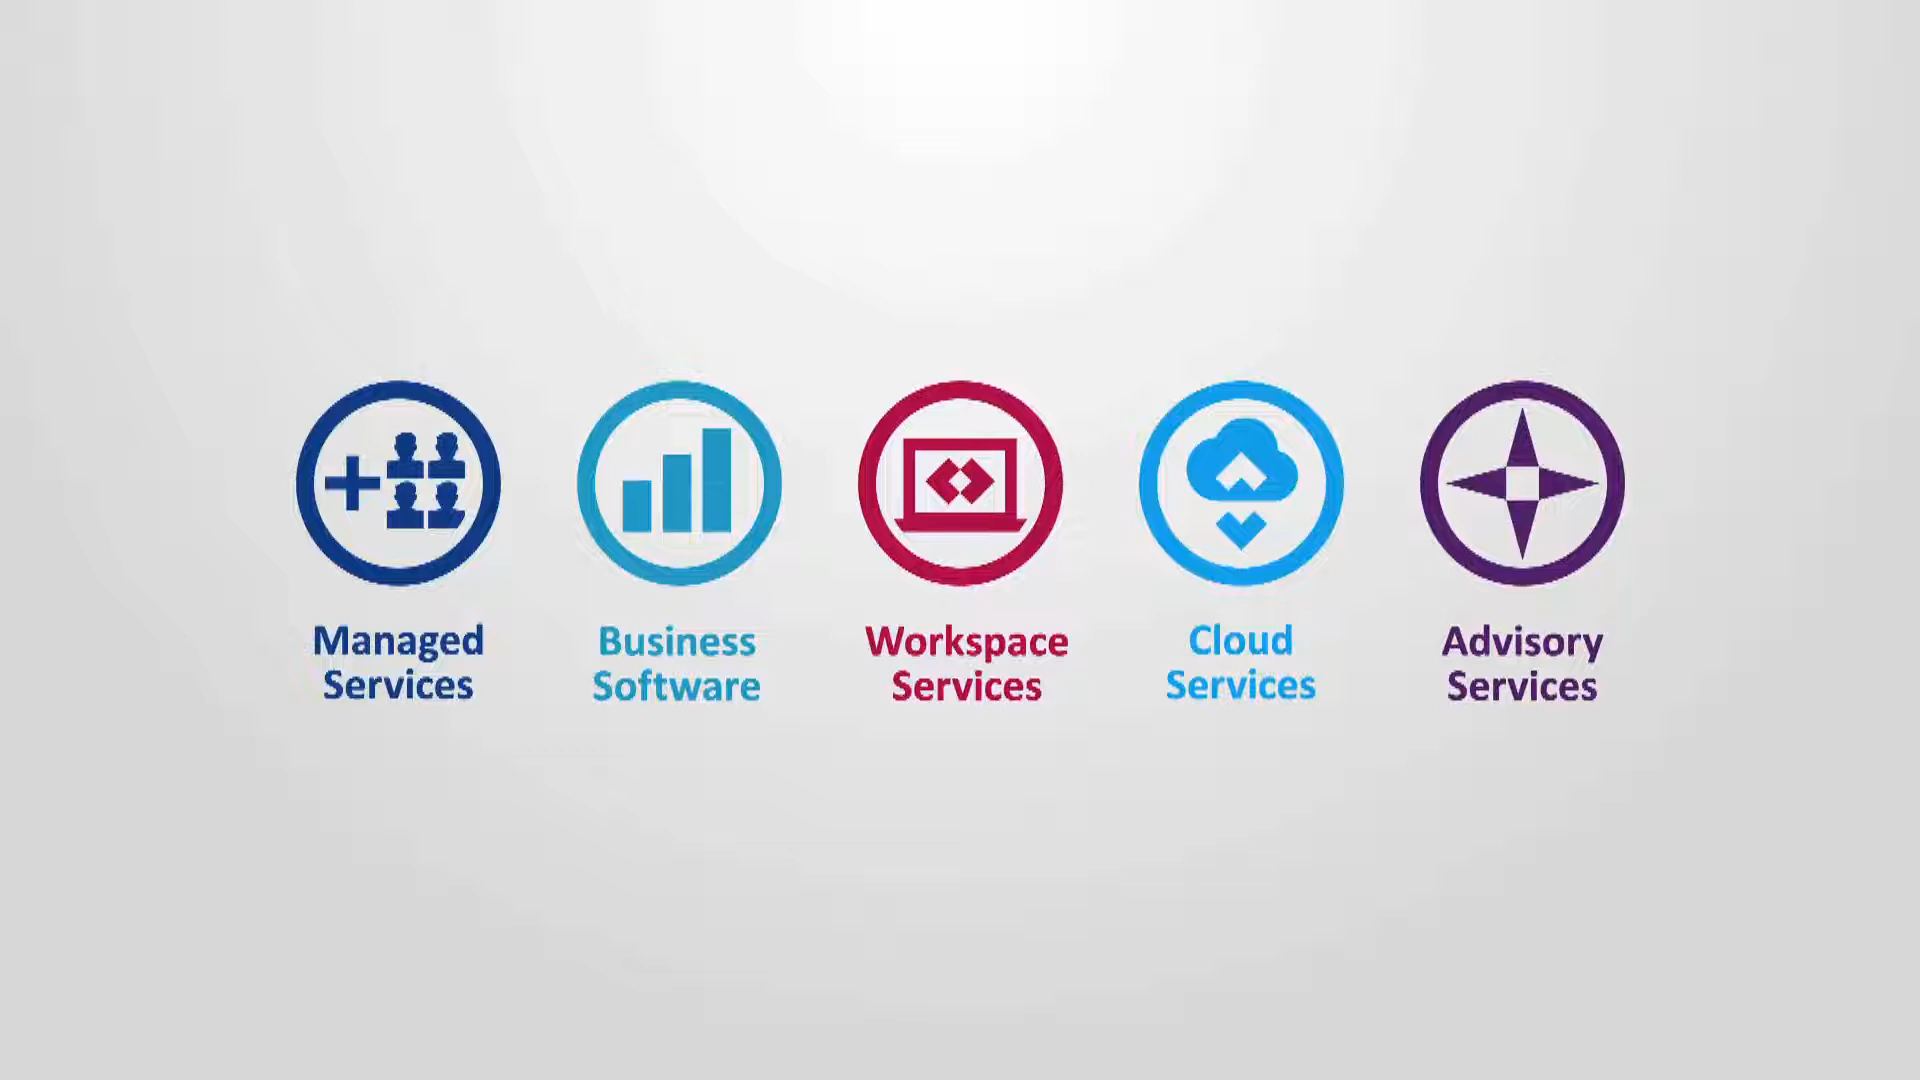 Managed
Services
Business
Software
Workspace
Services
Cloud
Services
Advisory
Services